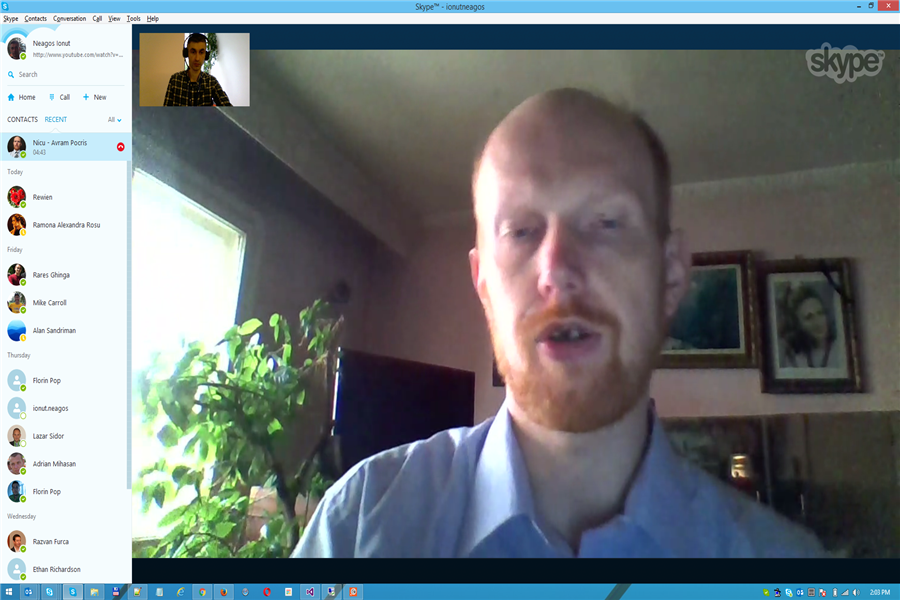 Skype™ - ionutneagos
Skype Contacts Conversation Call View Tools Help
Neagos Ionut
http://www.youtube.com/watch?v=...
Search
Home Call New
CONTACTS RECENT All
Nicu - Avram Pocris
04:43
Today
Rewien
Ramona Alexandra Rosu
Friday
Rares Ghinga
Mike Carroll
Alan Sandriman
Thursday
Florin Pop
ionut.neagos
Lazar Sidor
Adrian Mihasan
Florin Pop
Wednesday
Razvan Furca
Ethan Richardson
skype™
2:03 PM